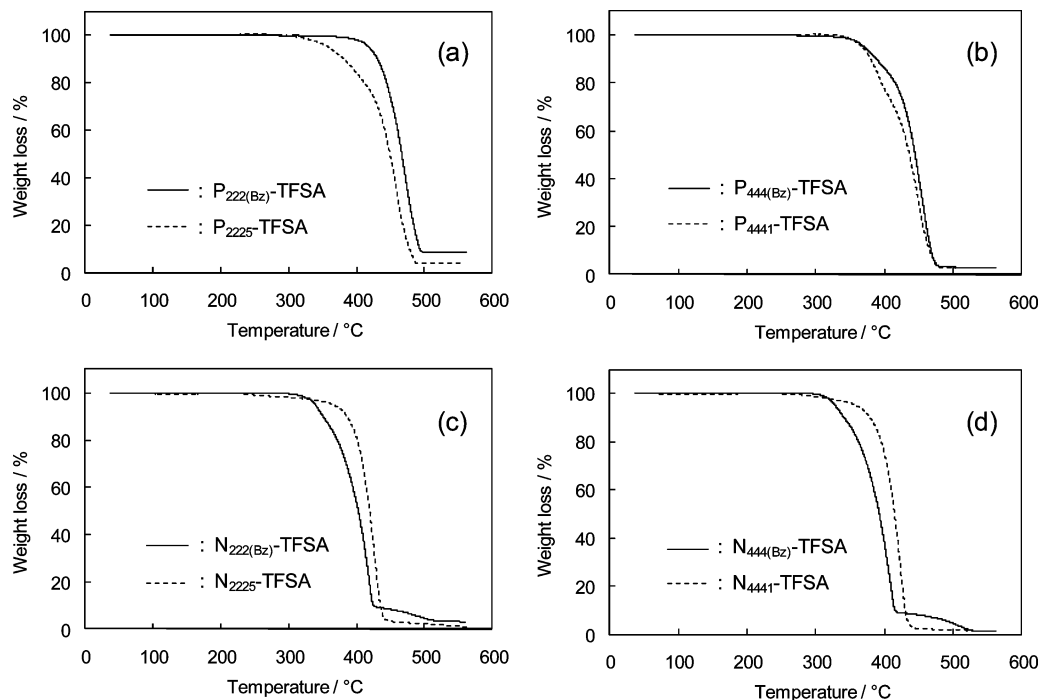 (a)
Weight loss / %
100
80
60
40
20
0
— : P222(Bz)-TFSA
---- : P2225-TFSA
0 100 200 300 400 500 600
Temperature / °C
(b)
Weight loss / %
100
80
60
40
20
0
— : P444(Bz)-TFSA
---- : P4441-TFSA
0 100 200 300 400 500 600
Temperature / °C
(c)
Weight loss / %
100
80
60
40
20
0
— : N222(Bz)-TFSA
---- : N2225-TFSA
0 100 200 300 400 500 600
Temperature / °C
(d)
Weight loss / %
100
80
60
40
20
0
— : N444(Bz)-TFSA
---- : N4441-TFSA
0 100 200 300 400 500 600
Temperature / °C